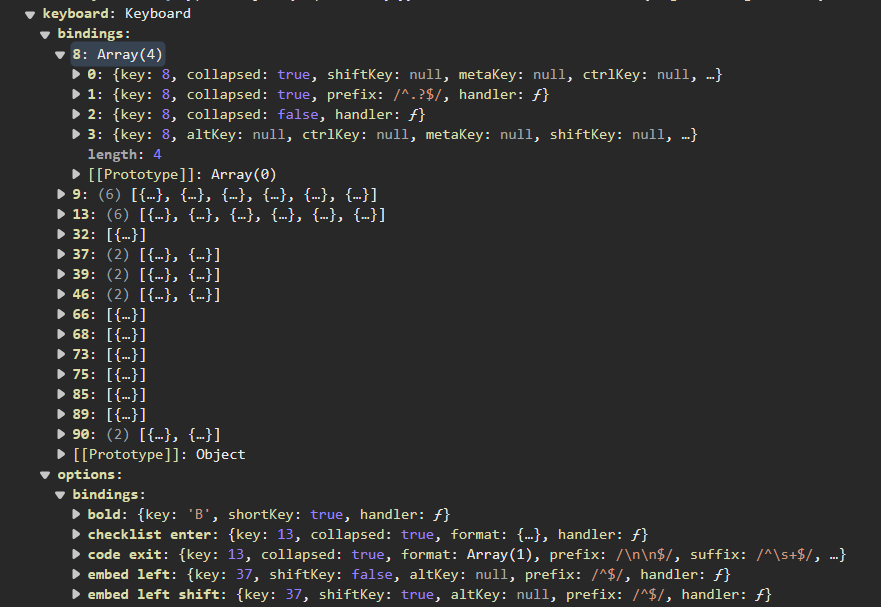 ▼ keyboard: Keyboard
▼ bindings:
▼ 8: Array(4)
▶ 0: {key: 8, collapsed: true, shiftKey: null, metaKey: null, ctrlKey: null, …}
▶ 1: {key: 8, collapsed: true, prefix: /^.?$/, handler: ƒ}
▶ 2: {key: 8, collapsed: false, handler: ƒ}
▶ 3: {key: 8, altKey: null, ctrlKey: null, metaKey: null, shiftKey: null, …}
length: 4
▶ [[Prototype]]: Array(0)
▶ 9: (6) [{…}, {…}, {…}, {…}, {…}, {…}]
▶ 13: (6) [{…}, {…}, {…}, {…}, {…}, {…}]
▶ 32: [{…}]
▶ 37: (2) [{…}, {…}]
▶ 39: (2) [{…}, {…}]
▶ 46: (2) [{…}, {…}]
▶ 66: [{…}]
▶ 68: [{…}]
▶ 73: [{…}]
▶ 75: [{…}]
▶ 85: [{…}]
▶ 89: [{…}]
▶ 90: (2) [{…}, {…}]
▶ [[Prototype]]: Object
▼ options:
▼ bindings:
▶ bold: {key: 'B', shortKey: true, handler: ƒ}
▶ checklist enter: {key: 13, collapsed: true, format: {…}, handler: ƒ}
▶ code exit: {key: 13, collapsed: true, format: Array(1), prefix: /\n\n$/, suffix: /^\s+$/, …}
▶ embed left: {key: 37, shiftKey: false, altKey: null, prefix: /^$/, handler: ƒ}
▶ embed left shift: {key: 37, shiftKey: true, altKey: null, prefix: /^$/, handler: ƒ}